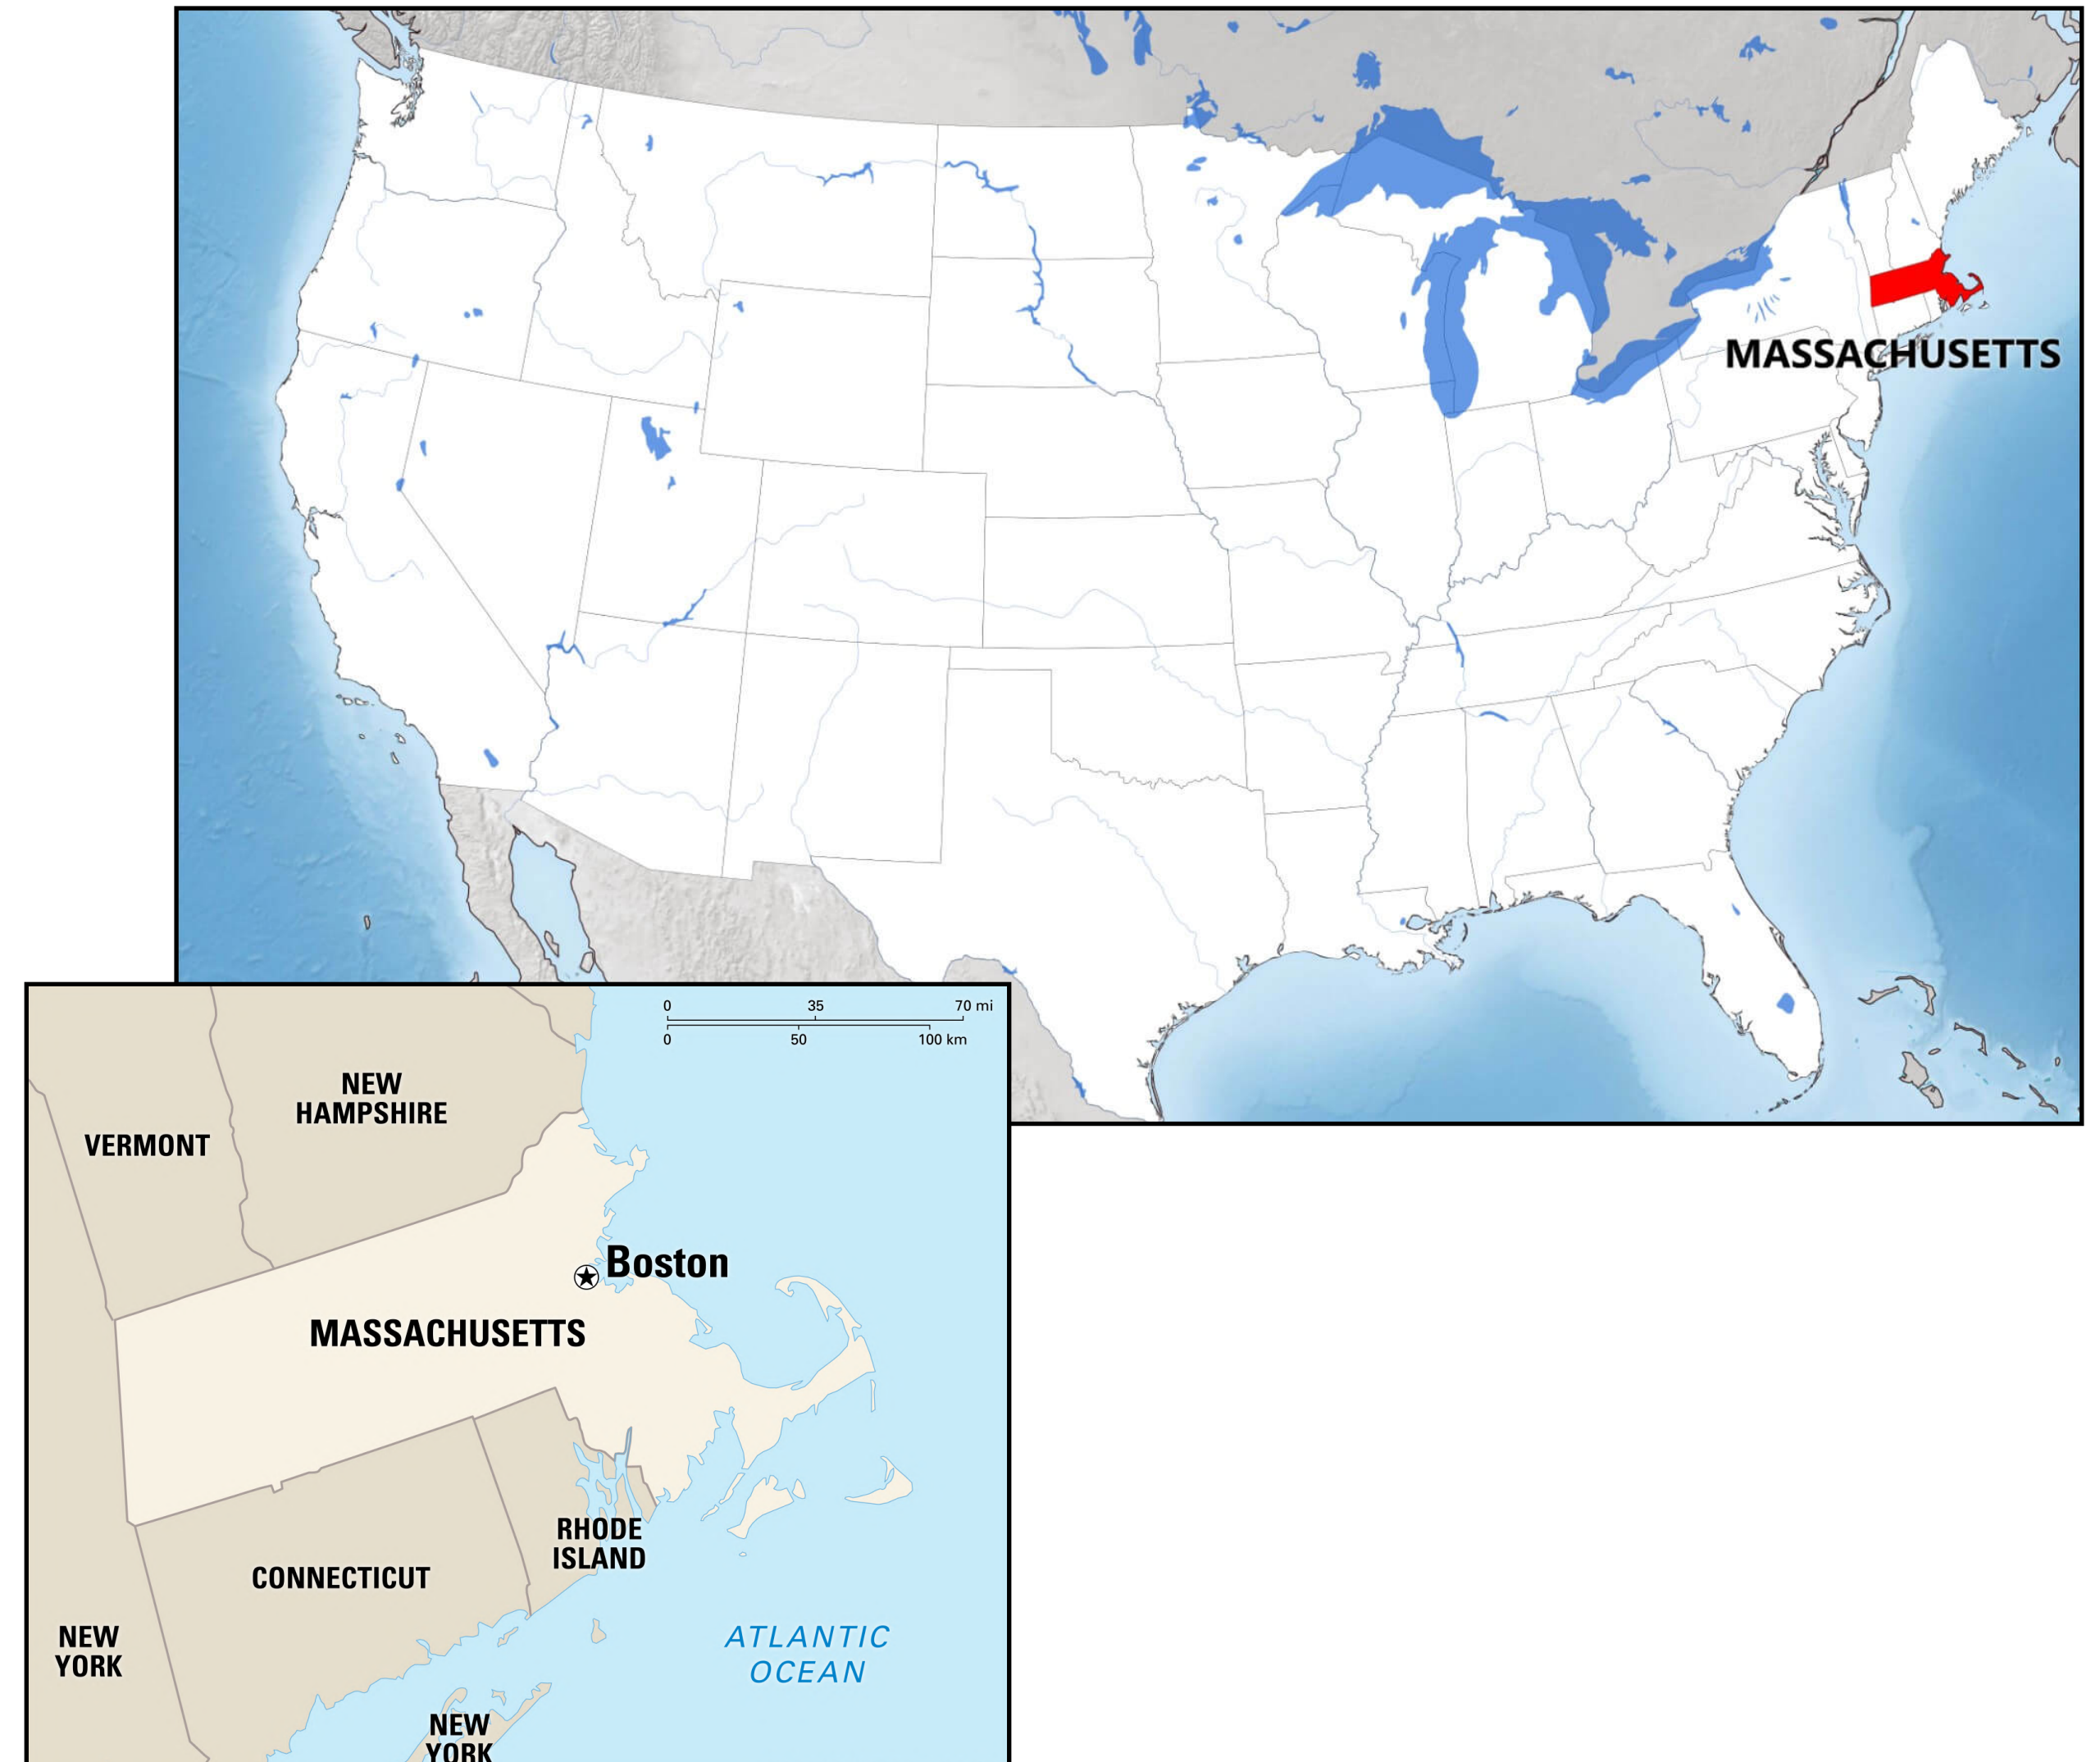 MASSACHUSETTS
0 35 70 mi
0 50 100 km
NEW
HAMPSHIRE
VERMONT
Boston
MASSACHUSETTS
RHODE
ISLAND
CONNECTICUT
NEW
YORK
ATLANTIC
OCEAN
NEW
YORK